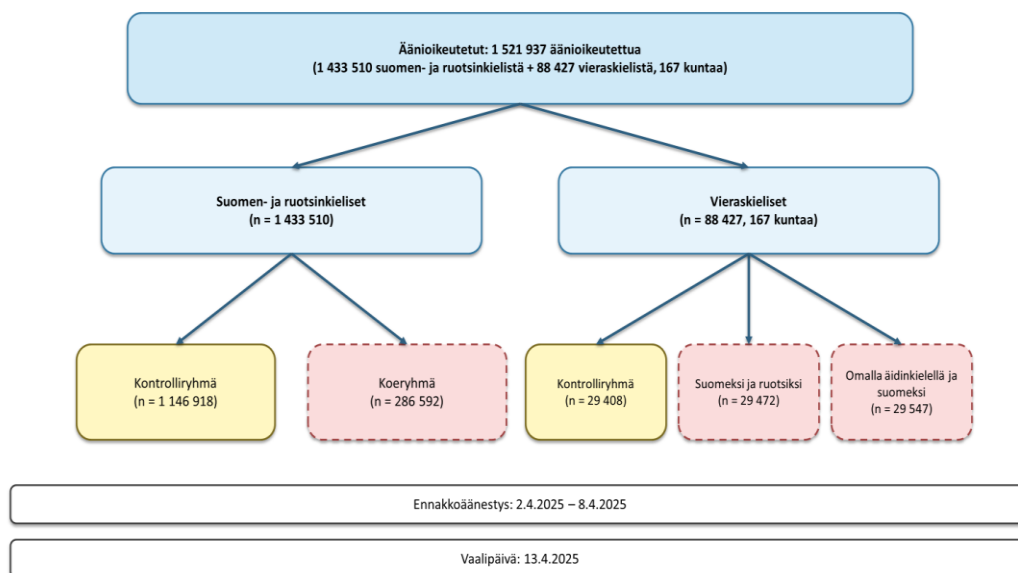 Äänioikeutetut: 1 521 937 äänioikeutettua
(1 433 510 suomen- ja ruotsinkielistä + 88 427 vieraskielistä, 167 kuntaa)
Suomen- ja ruotsinkieliset
(n = 1 433 510)
Vieraskieliset
(n = 88 427, 167 kuntaa)
Kontrolliryhmä
(n = 1 146 918)
Koeryhmä
(n = 286 592)
Kontrolliryhmä
(n = 29 408)
Suomeksi ja ruotsiksi
(n = 29 472)
Omalla äidinkielellä ja
suomeksi
(n = 29 547)
Ennakkoäänestys: 2.4.2025 – 8.4.2025
Vaalipäivä: 13.4.2025